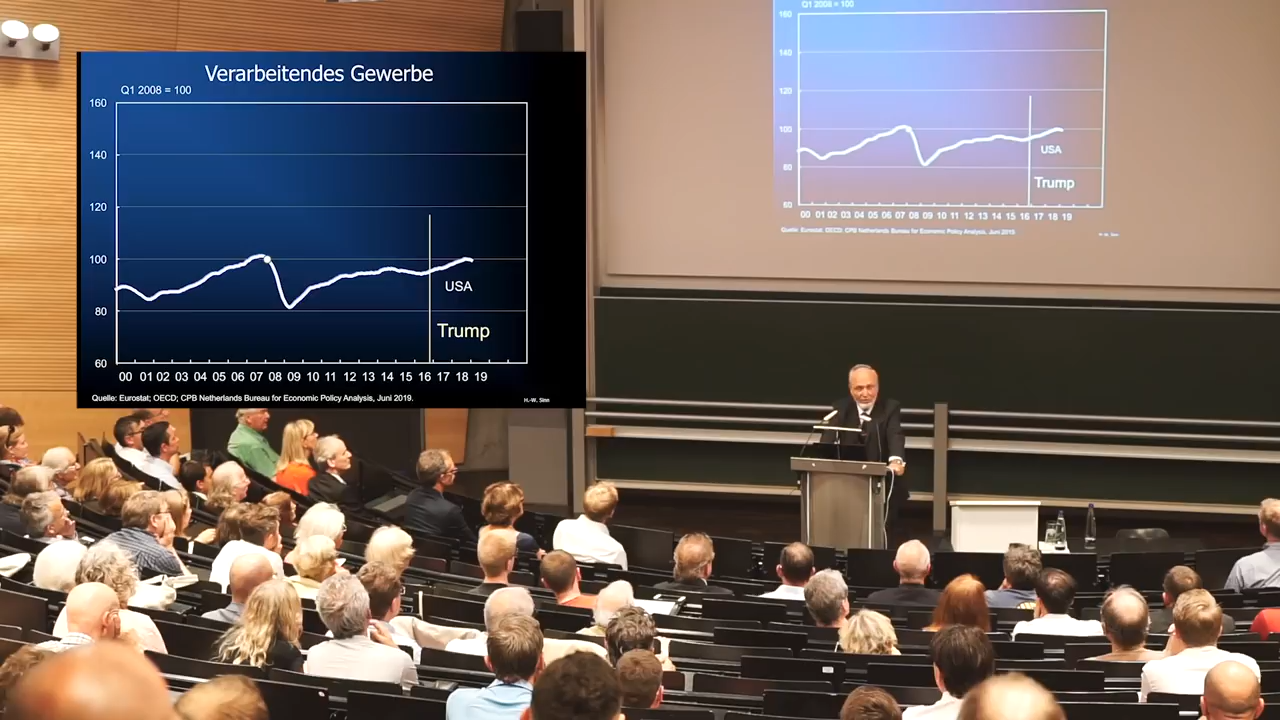 Verarbeitendes Gewerbe
Q1 2008 = 100
160
140
120
100
80
60
USA
Trump
00 01 02 03 04 05 06 07 08 09 10 11 12 13 14 15 16 17 18 19
Quelle: Eurostat; OECD; CPB Netherlands Bureau for Economic Policy Analysis, Juni 2019.
H.-W. Sinn
Q1 2008 = 100
160
140
120
100
80
60
USA
Trump
00 01 02 03 04 05 06 07 08 09 10 11 12 13 14 15 16 17 18 19
Quelle: Eurostat; OECD; CPB Netherlands Bureau for Economic Policy Analysis, Juni 2019.
H.-W. Sinn